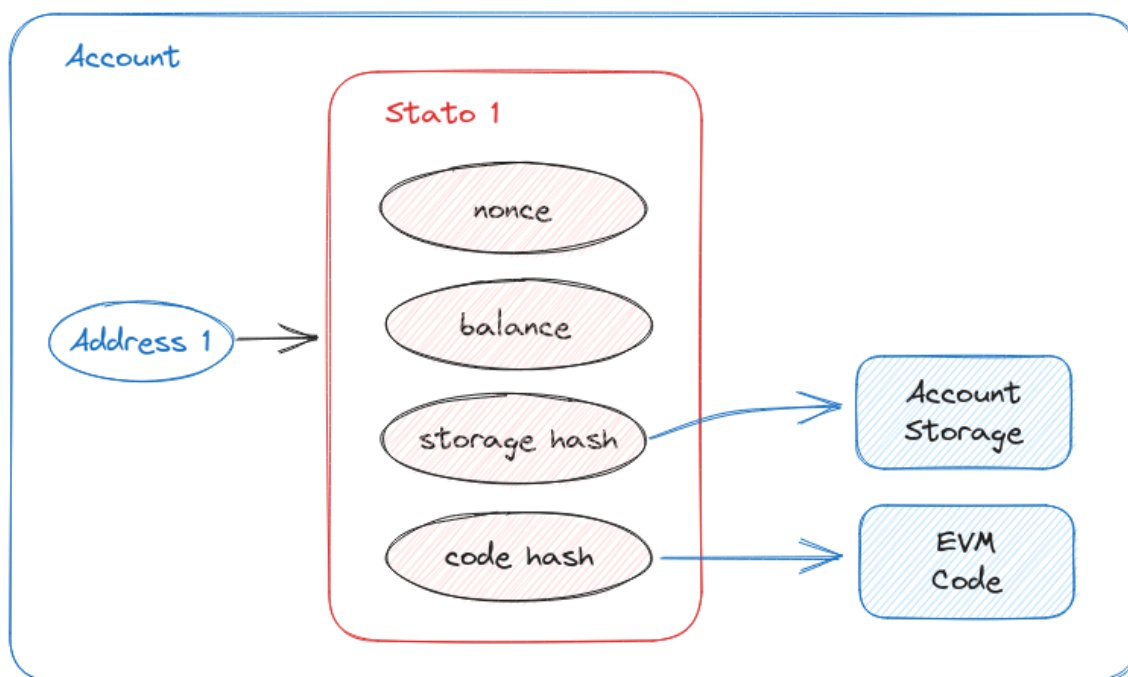 Account
Stato 1
nonce
balance
Address 1
storage hash
Account
Storage
code hash
EVM
Code